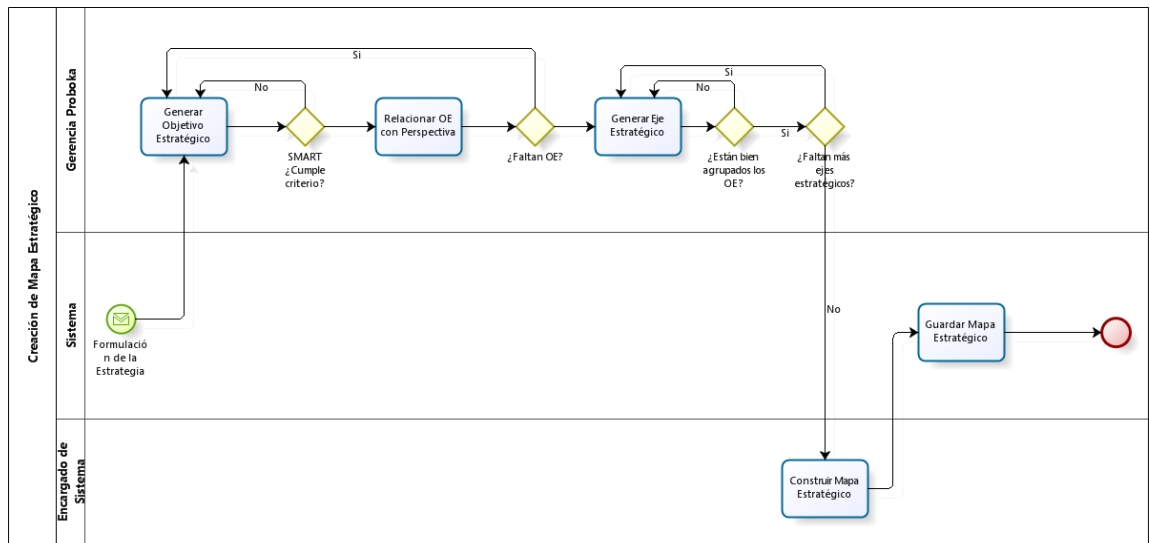 Creación de Mapa Estratégico
Gerencia Proboka
Si
No
Generar
Objetivo
Estratégico
SMART
¿Cumple
criterio?
Relacionar OE
con Perspectiva
¿Faltan OE?
Si
No
Generar Eje
Estratégico
¿Están bien
agrupados los
OE?
Si
¿Faltan más
ejes
estratégicos?
Sistema
Formulació
n de la
Estrategia
No
Guardar Mapa
Estratégico
Encargado de
Sistema
Construir Mapa
Estratégico